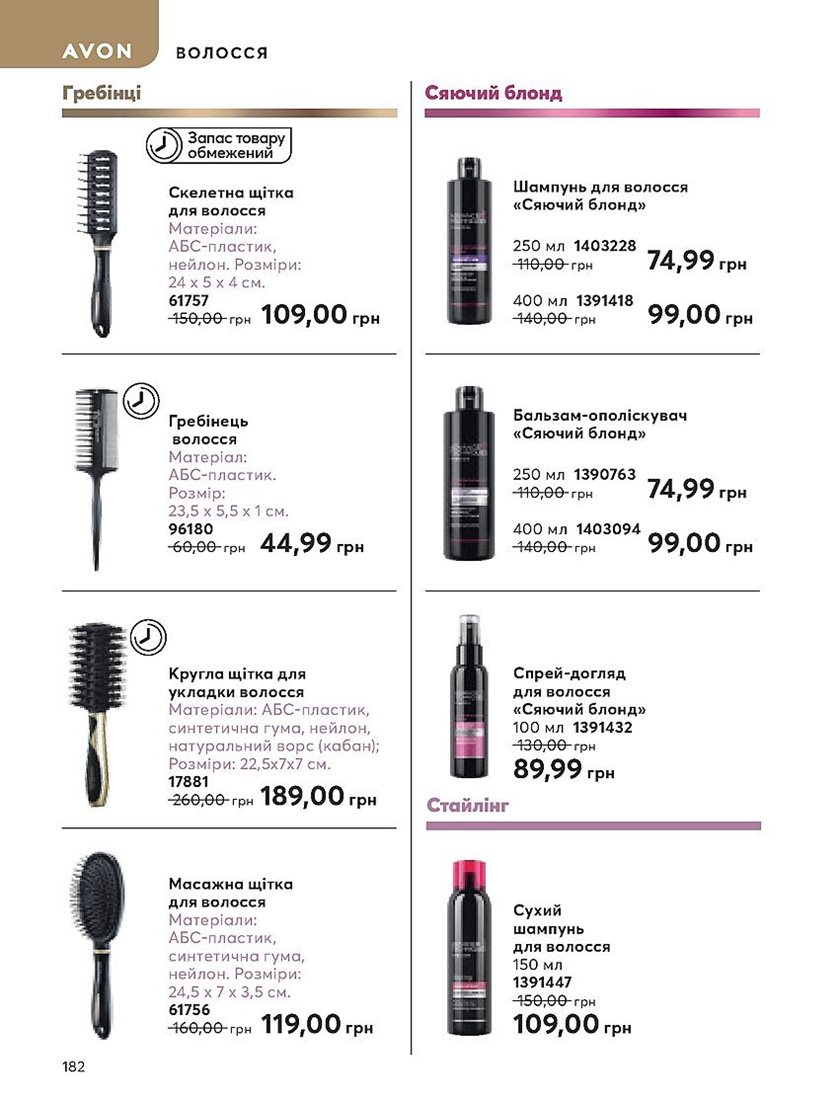 AVON
ВОЛОССЯ
Гребінці
Запас товару
обмежений
Скелетна щітка
для волосся
Матеріали:
АБС-пластик,
нейлон. Розміри:
24 x 5 x 4 см.
61757
150,00 грн 109,00 грн
Гребінець
волосся
Матеріал:
АБС-пластик.
Розмір:
23,5 x 5,5 x 1 см.
96180
60,00 грн 44,99 грн
Кругла щітка для
укладки волосся
Матеріали: АБС-пластик,
синтетична гума, нейлон,
натуральний ворс (кабан);
Розміри: 22,5x7x7 см.
17881
260,00 грн 189,00 грн
Масажна щітка
для волосся
Матеріали:
АБС-пластик,
синтетична гума,
нейлон. Розміри:
24,5 x 7 x 3,5 см.
61756
160,00 грн 119,00 грн
Сяючий блонд
Шампунь для волосся
«Сяючий блонд»
250 мл 1403228
110,00 грн 74,99 грн
400 мл 1391418
140,00 грн 99,00 грн
Бальзам-ополіскувач
«Сяючий блонд»
250 мл 1390763
110,00 грн 74,99 грн
400 мл 1403094
140,00 грн 99,00 грн
Спрей-догляд
для волосся
«Сяючий блонд»
100 мл 1391432
130,00 грн
89,99 грн
Стайлінг
Сухий
шампунь
для волосся
150 мл
1391447
150,00 грн
109,00 грн
182